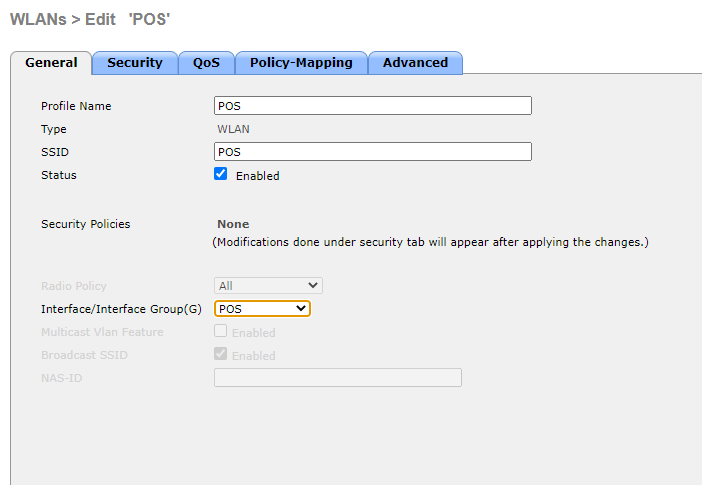 WLANs > Edit 'POS'
General Security QoS Policy-Mapping Advanced
Profile Name POS
Type WLAN
SSID POS
Status Enabled
Security Policies None
(Modifications done under security tab will appear after applying the changes.)
Radio Policy All
Interface/Interface Group(G) POS
Multicast Vlan Feature Enabled
Broadcast SSID Enabled
NAS-ID